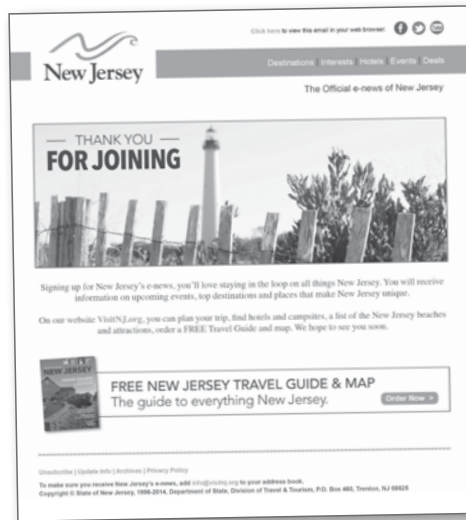 Click here to view this email in your web browser.
New Jersey
Destinations | Interests | Hotels | Events | Deals
The Official e-news of New Jersey
THANK YOU
FOR JOINING
Signing up for New Jersey's e-news, you'll love staying in the loop on all things New Jersey. You will receive
information on upcoming events, top destinations and places that make New Jersey unique.
On our website VisitNJ.org, you can plan your trip, find hotels and campsites, a list of the New Jersey beaches
and attractions, order a FREE Travel Guide and map. We hope to see you soon.
NEW JERSEY
FREE NEW JERSEY TRAVEL GUIDE & MAP
The guide to everything New Jersey.
Order Now >
Unsubscribe | Update Info | Archives | Privacy Policy
To make sure you receive New Jersey's e-news, add info@visitnj.org to your address book.
Copyright © State of New Jersey, 1996-2014, Department of State, Division of Travel & Tourism, P.O. Box 460, Trenton, NJ 08625